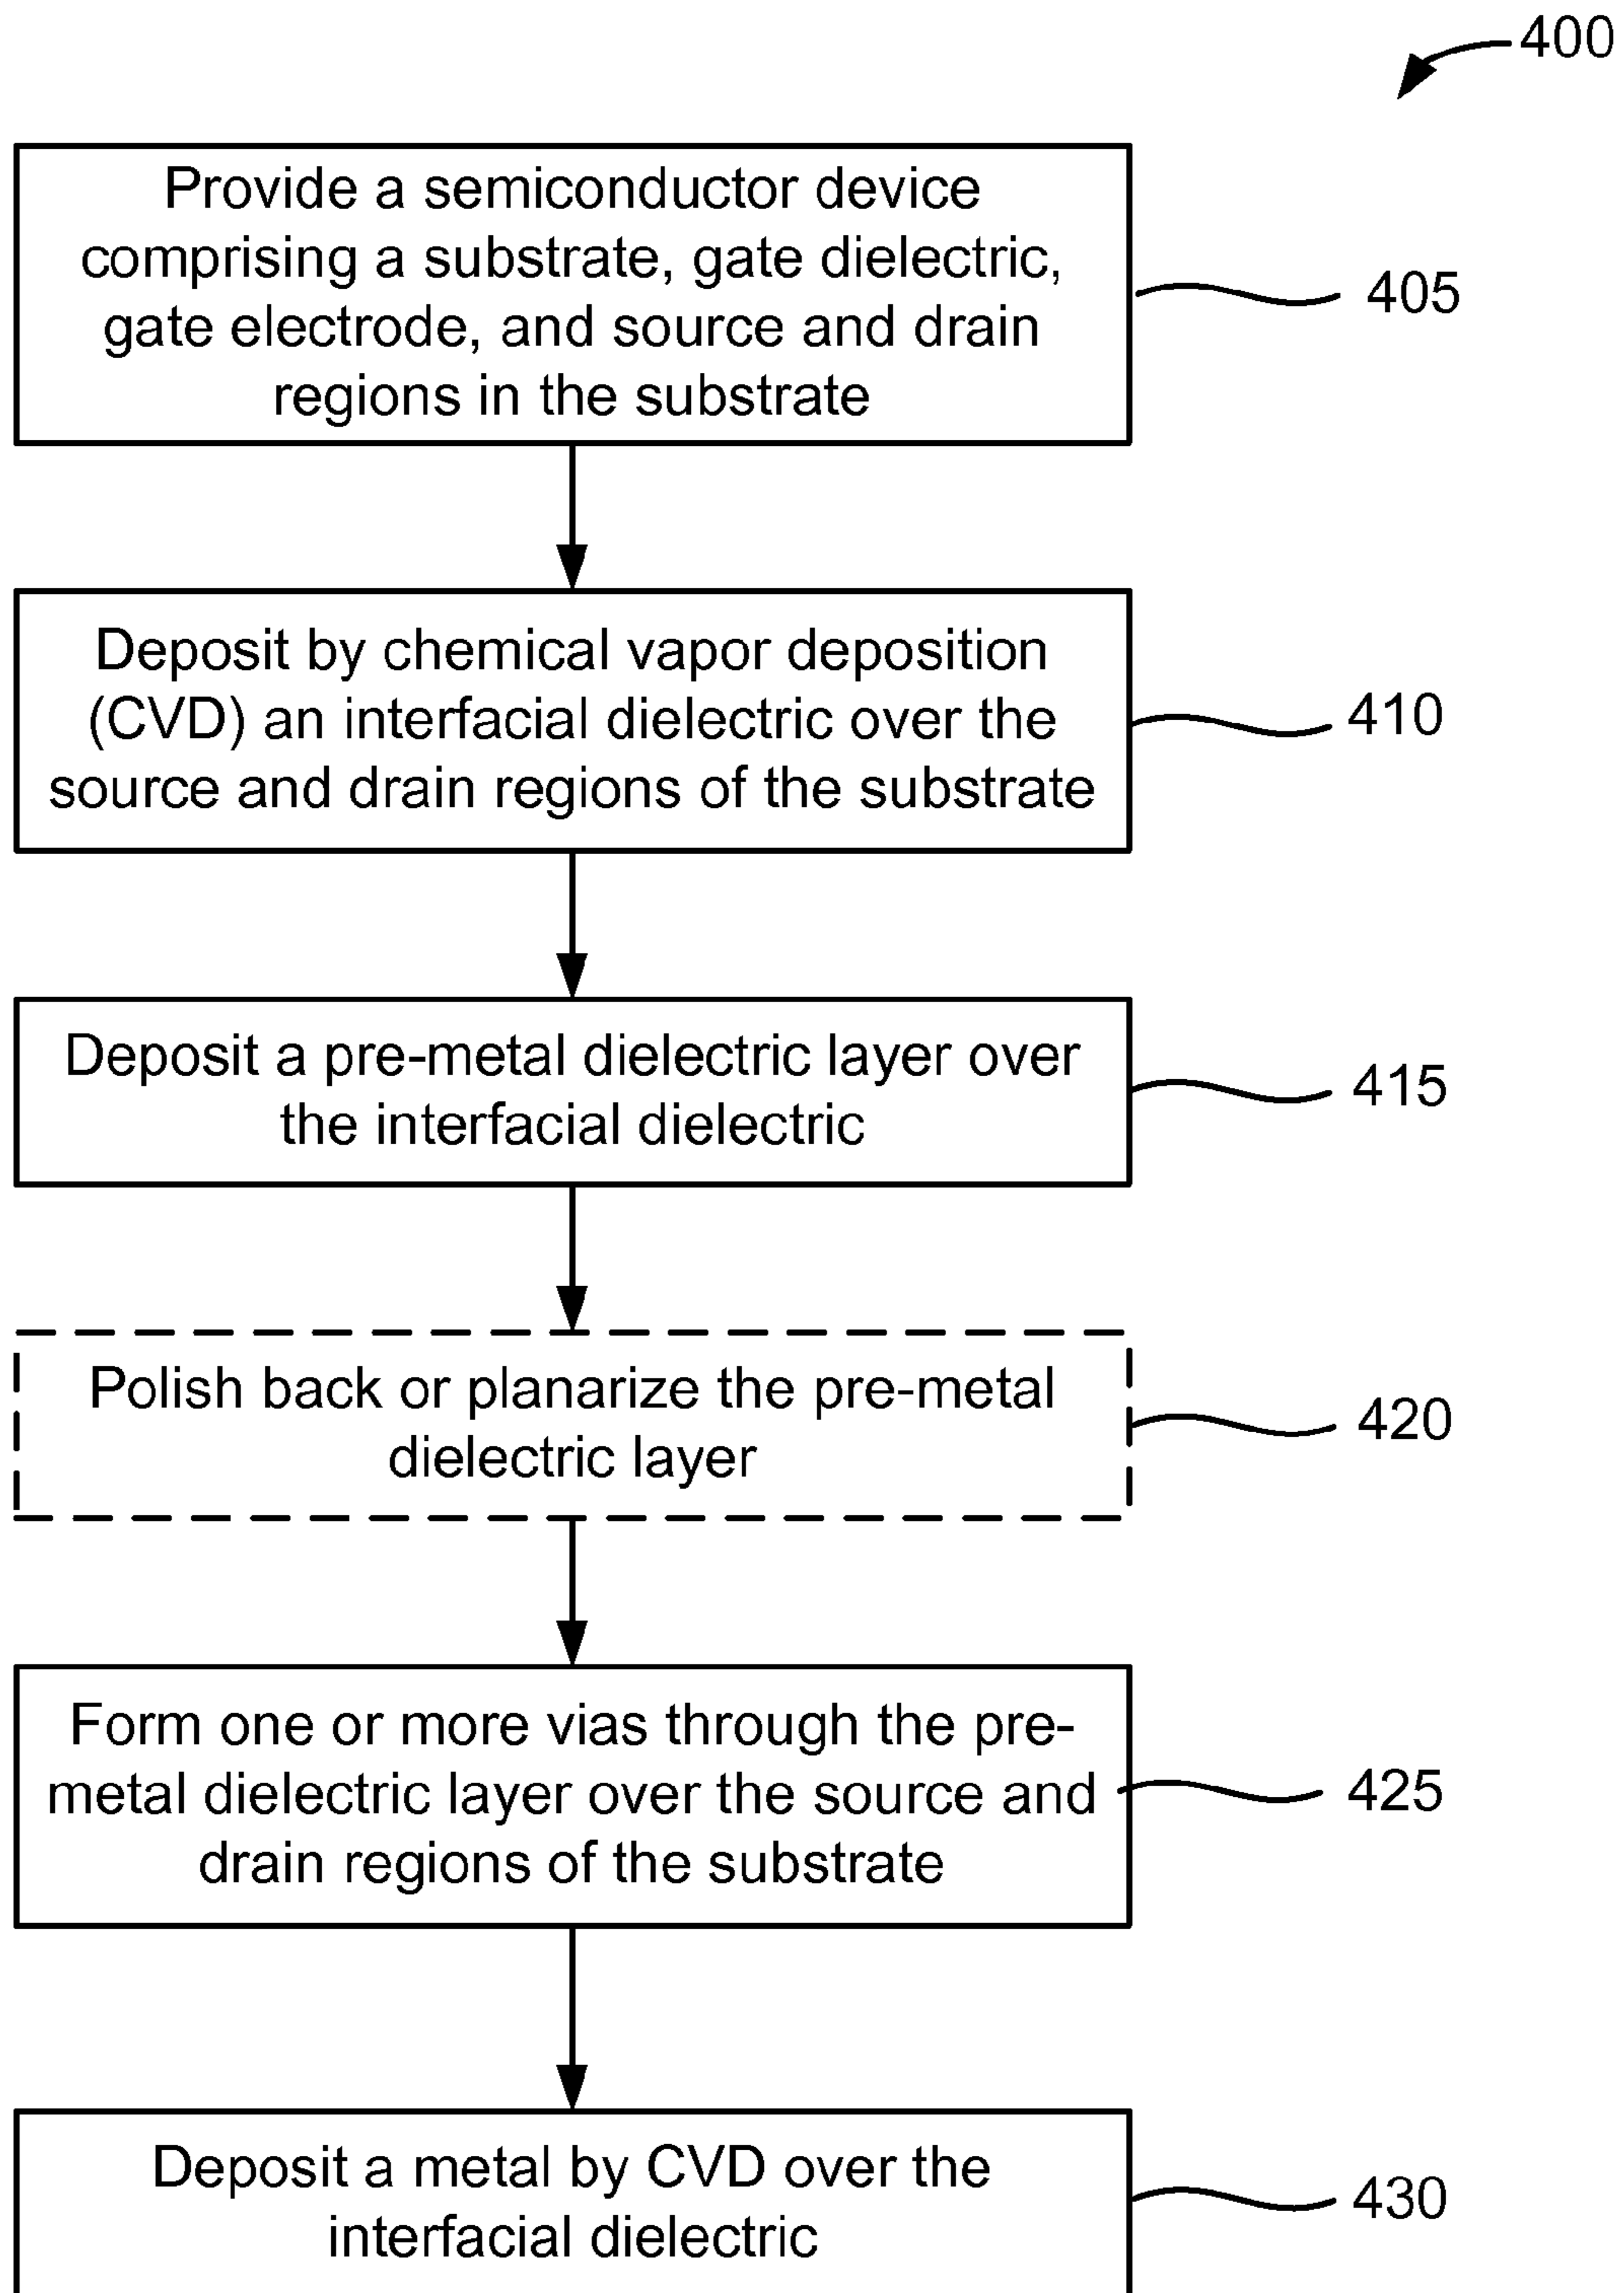 400
Provide a semiconductor device
comprising a substrate, gate dielectric,
gate electrode, and source and drain
regions in the substrate
405
Deposit by chemical vapor deposition
(CVD) an interfacial dielectric over the
source and drain regions of the substrate
410
Deposit a pre-metal dielectric layer over
the interfacial dielectric
415
Polish back or planarize the pre-metal
dielectric layer
420
Form one or more vias through the pre-
metal dielectric layer over the source and
drain regions of the substrate
425
Deposit a metal by CVD over the
interfacial dielectric
430